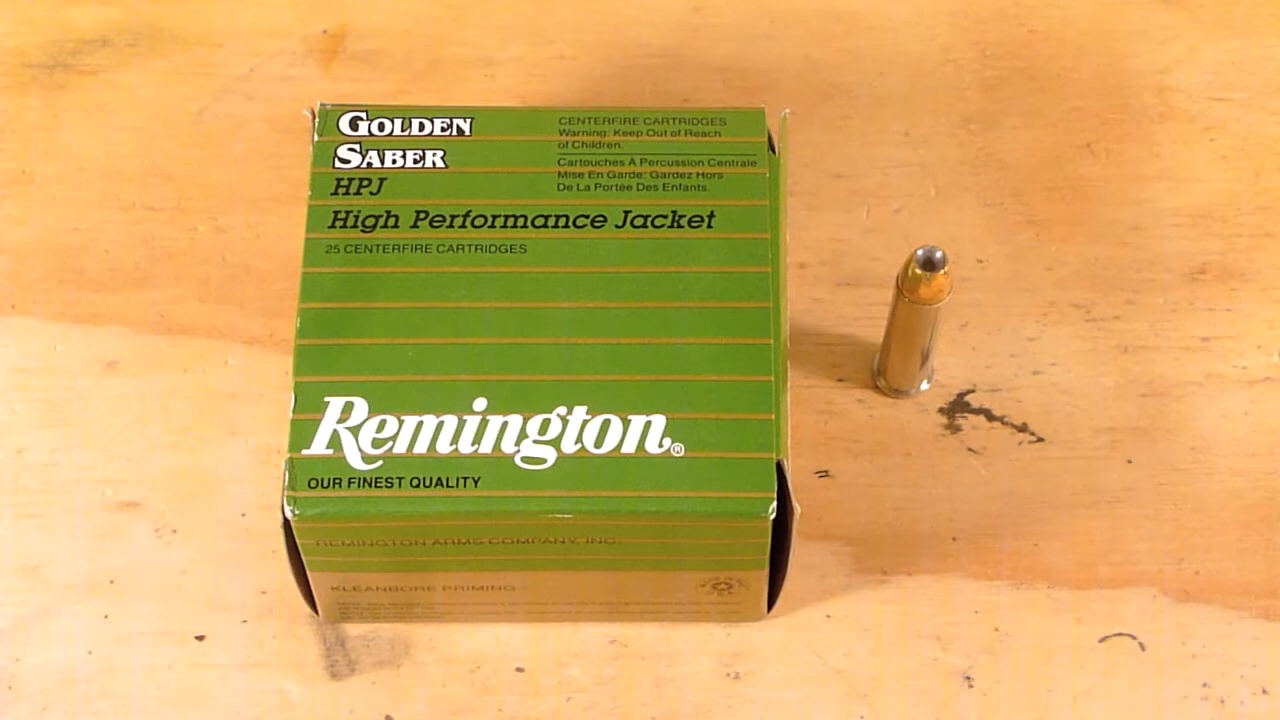 GOLDEN
SABER
HPJ
High Performance Jacket
25 CENTERFIRE CARTRIDGES
CENTERFIRE CARTRIDGES
Warning: Keep Out of Reach
of Children.
Cartouches À Percussion Centrale
Mise En Garde: Gardez Hors
De La Portée Des Enfants.
Remington®
OUR FINEST QUALITY
REMINGTON ARMS COMPANY, INC.
KLEANBORE PRIMING